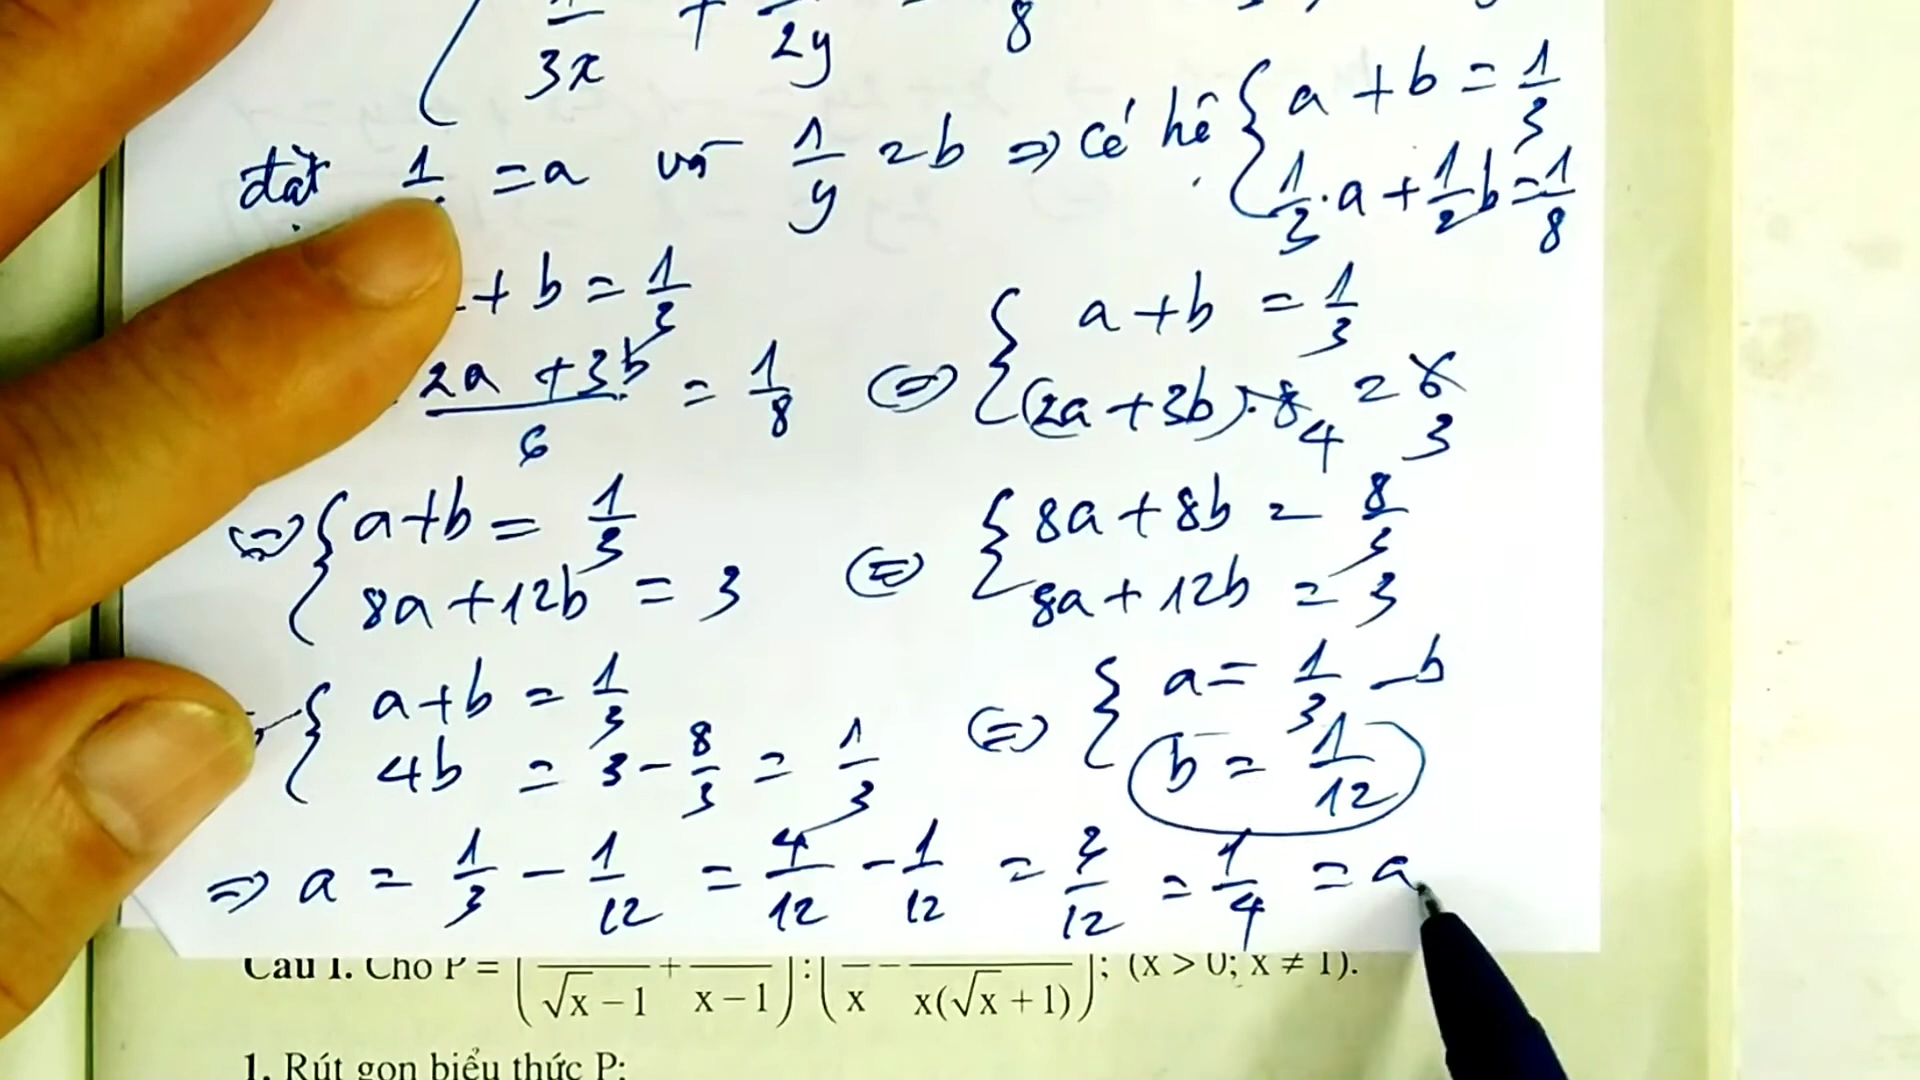 3x + 2y 8
đặt 1 = a và 1/y = b => Có hệ { a + b = 1/3
1/3 . a + 1/2 b = 1/8
+ b = 1/3
2a + 3b / 6 = 1/8
<=> { a + b = 1/3
(2a + 3b) . 8 4 = 6 3
<=> { a + b = 1/3
8a + 12b = 3
<=> { 8a + 8b = 8/3
8a + 12b = 3
{ a + b = 1/3
4b = 3 - 8/3 = 1/3
<=> { a = 1/3 - b
b = 1/12
=> a = 1/3 - 1/12 = 4/12 - 1/12 = 3/12 = 1/4 = a
Câu 1. Cho P = ( √x − 1 + x − 1 ) : ( x − x(√x + 1) ); (x > 0; x ≠ 1).
1. Rút gọn biểu thức P: